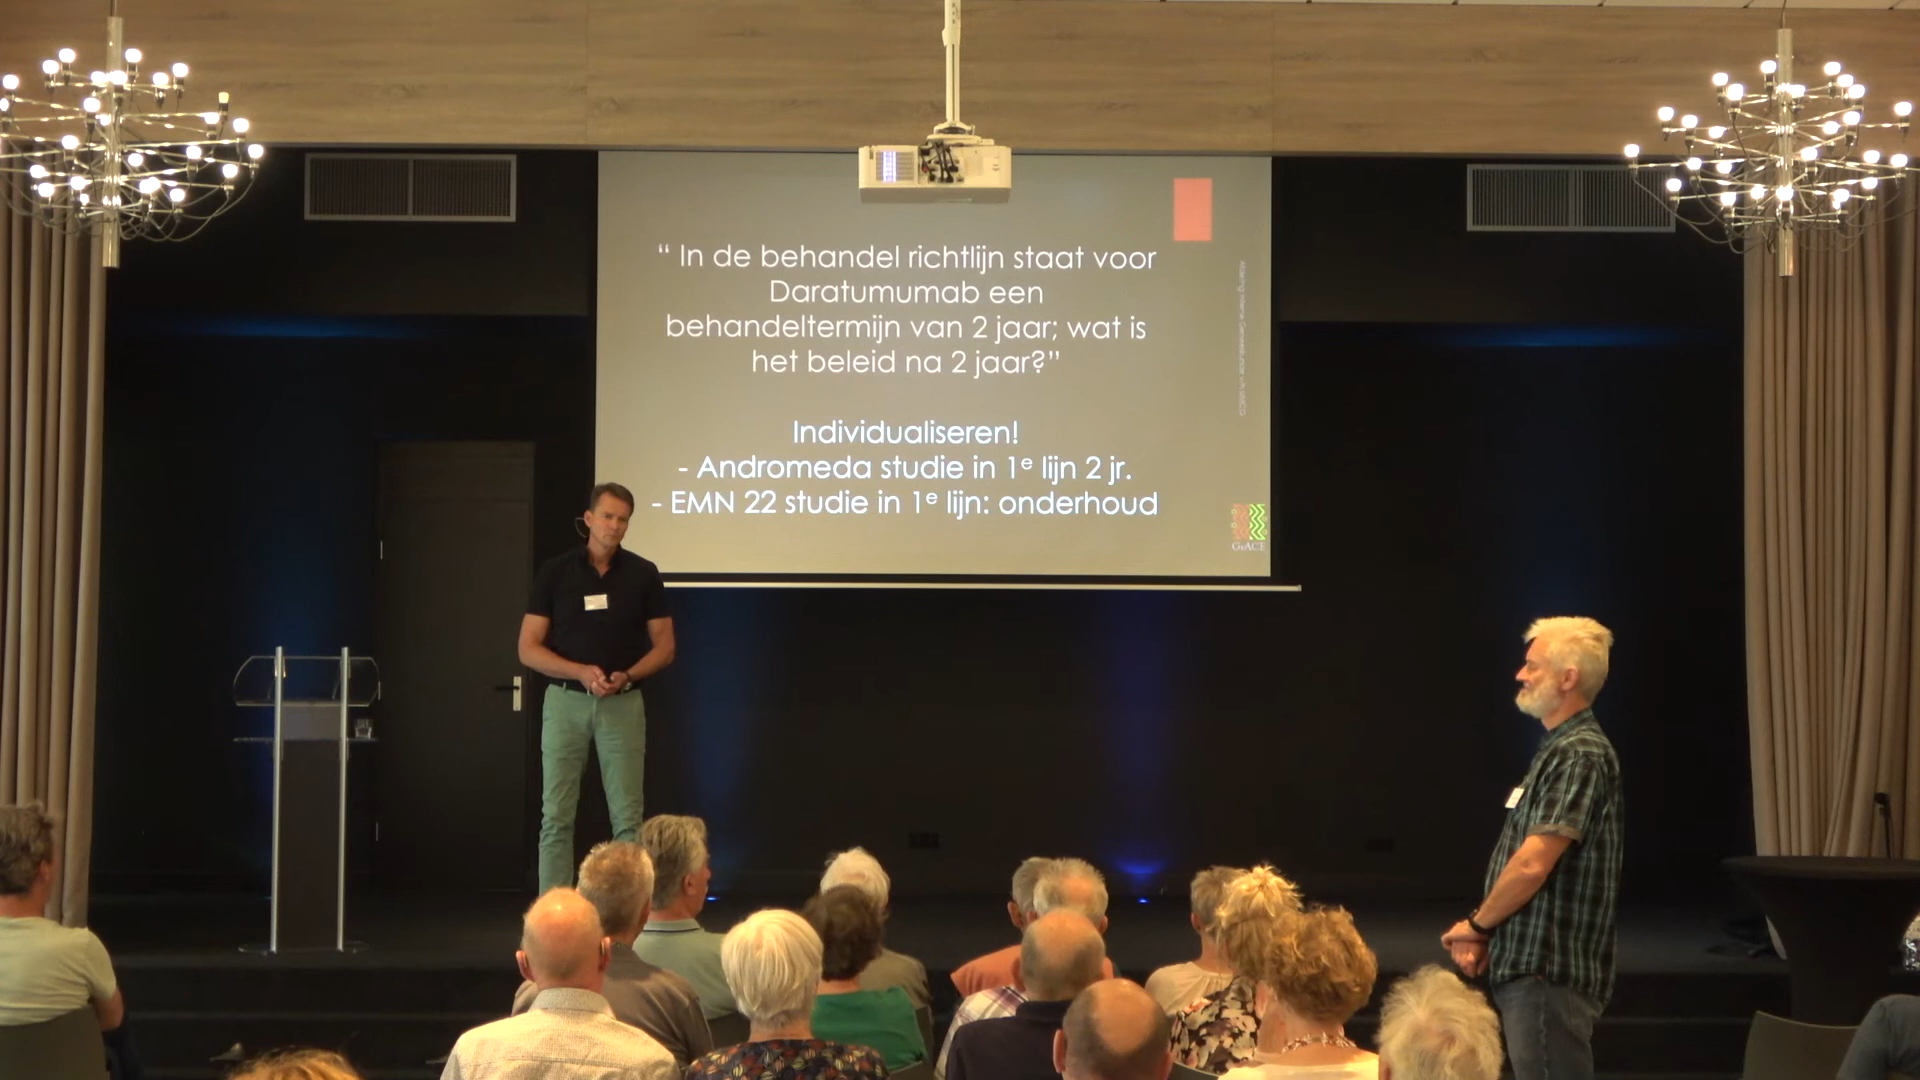 “ In de behandel richtlijn staat voor
Daratumumab een
behandeltermijn van 2 jaar; wat is
het beleid na 2 jaar?”
Individualiseren!
- Andromeda studie in 1e lijn 2 jr.
- EMN 22 studie in 1e lijn: onderhoud
GrACE